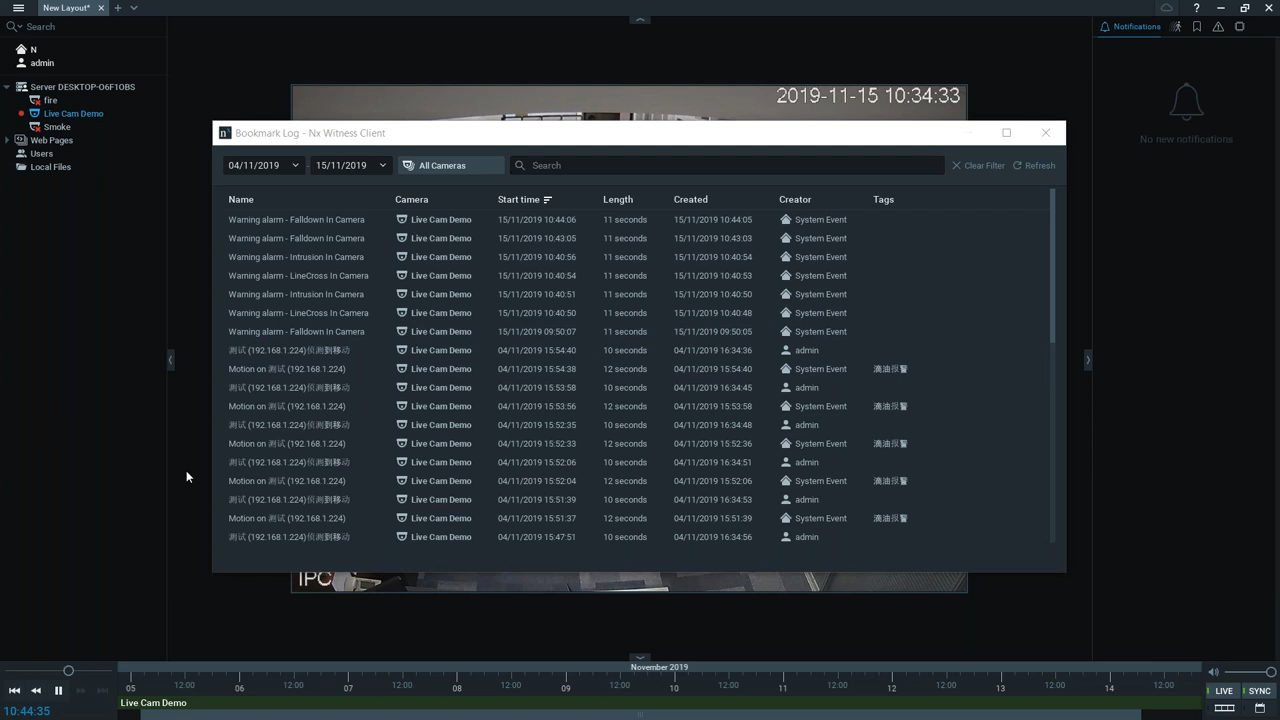 New Layout*
Search
N
admin
Server DESKTOP-O6F1OBS
fire
Live Cam Demo
Smoke
Web Pages
Users
Local Files
Notifications
No new notifications
2019-11-15 10:34:33
Bookmark Log - Nx Witness Client
04/11/2019 15/11/2019 All Cameras Search Clear Filter Refresh
Name Camera Start time Length Created Creator Tags
Warning alarm - Falldown In Camera Live Cam Demo 15/11/2019 10:44:06 11 seconds 15/11/2019 10:44:05 System Event
Warning alarm - Falldown In Camera Live Cam Demo 15/11/2019 10:43:05 11 seconds 15/11/2019 10:43:03 System Event
Warning alarm - Intrusion In Camera Live Cam Demo 15/11/2019 10:40:56 11 seconds 15/11/2019 10:40:54 System Event
Warning alarm - LineCross In Camera Live Cam Demo 15/11/2019 10:40:54 11 seconds 15/11/2019 10:40:53 System Event
Warning alarm - Intrusion In Camera Live Cam Demo 15/11/2019 10:40:51 11 seconds 15/11/2019 10:40:50 System Event
Warning alarm - LineCross In Camera Live Cam Demo 15/11/2019 10:40:50 11 seconds 15/11/2019 10:40:48 System Event
Warning alarm - Falldown In Camera Live Cam Demo 15/11/2019 09:50:07 11 seconds 15/11/2019 09:50:05 System Event
测试 (192.168.1.224)侦测到移动 Live Cam Demo 04/11/2019 15:54:40 10 seconds 04/11/2019 16:34:36 admin
Motion on 测试 (192.168.1.224) Live Cam Demo 04/11/2019 15:54:38 12 seconds 04/11/2019 15:54:40 System Event 滴油报警
测试 (192.168.1.224)侦测到移动 Live Cam Demo 04/11/2019 15:53:58 10 seconds 04/11/2019 16:34:45 admin
Motion on 测试 (192.168.1.224) Live Cam Demo 04/11/2019 15:53:56 12 seconds 04/11/2019 15:53:58 System Event 滴油报警
测试 (192.168.1.224)侦测到移动 Live Cam Demo 04/11/2019 15:52:35 10 seconds 04/11/2019 16:34:48 admin
Motion on 测试 (192.168.1.224) Live Cam Demo 04/11/2019 15:52:33 12 seconds 04/11/2019 15:52:36 System Event 滴油报警
测试 (192.168.1.224)侦测到移动 Live Cam Demo 04/11/2019 15:52:06 10 seconds 04/11/2019 16:34:51 admin
Motion on 测试 (192.168.1.224) Live Cam Demo 04/11/2019 15:52:04 12 seconds 04/11/2019 15:52:06 System Event 滴油报警
测试 (192.168.1.224)侦测到移动 Live Cam Demo 04/11/2019 15:51:39 10 seconds 04/11/2019 16:34:53 admin
Motion on 测试 (192.168.1.224) Live Cam Demo 04/11/2019 15:51:37 12 seconds 04/11/2019 15:51:39 System Event 滴油报警
测试 (192.168.1.224)侦测到移动 Live Cam Demo 04/11/2019 15:47:51 10 seconds 04/11/2019 16:34:56 admin
IPC
November 2019
05 12:00 06 12:00 07 12:00 08 12:00 09 12:00 10 12:00 11 12:00 12 12:00 13 12:00 14 12:00
Live Cam Demo
10:44:35
LIVE SYNC